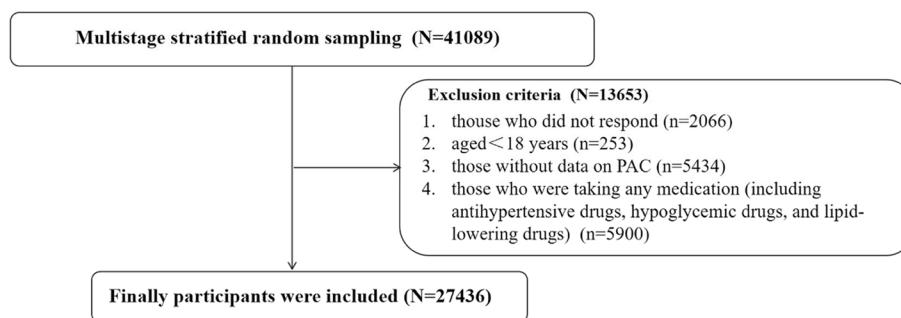 Multistage stratified random sampling (N=41089)
Exclusion criteria (N=13653)
1. thouse who did not respond (n=2066)
2. aged＜18 years (n=253)
3. those without data on PAC (n=5434)
4. those who were taking any medication (including
antihypertensive drugs, hypoglycemic drugs, and lipid-
lowering drugs) (n=5900)
Finally participants were included (N=27436)